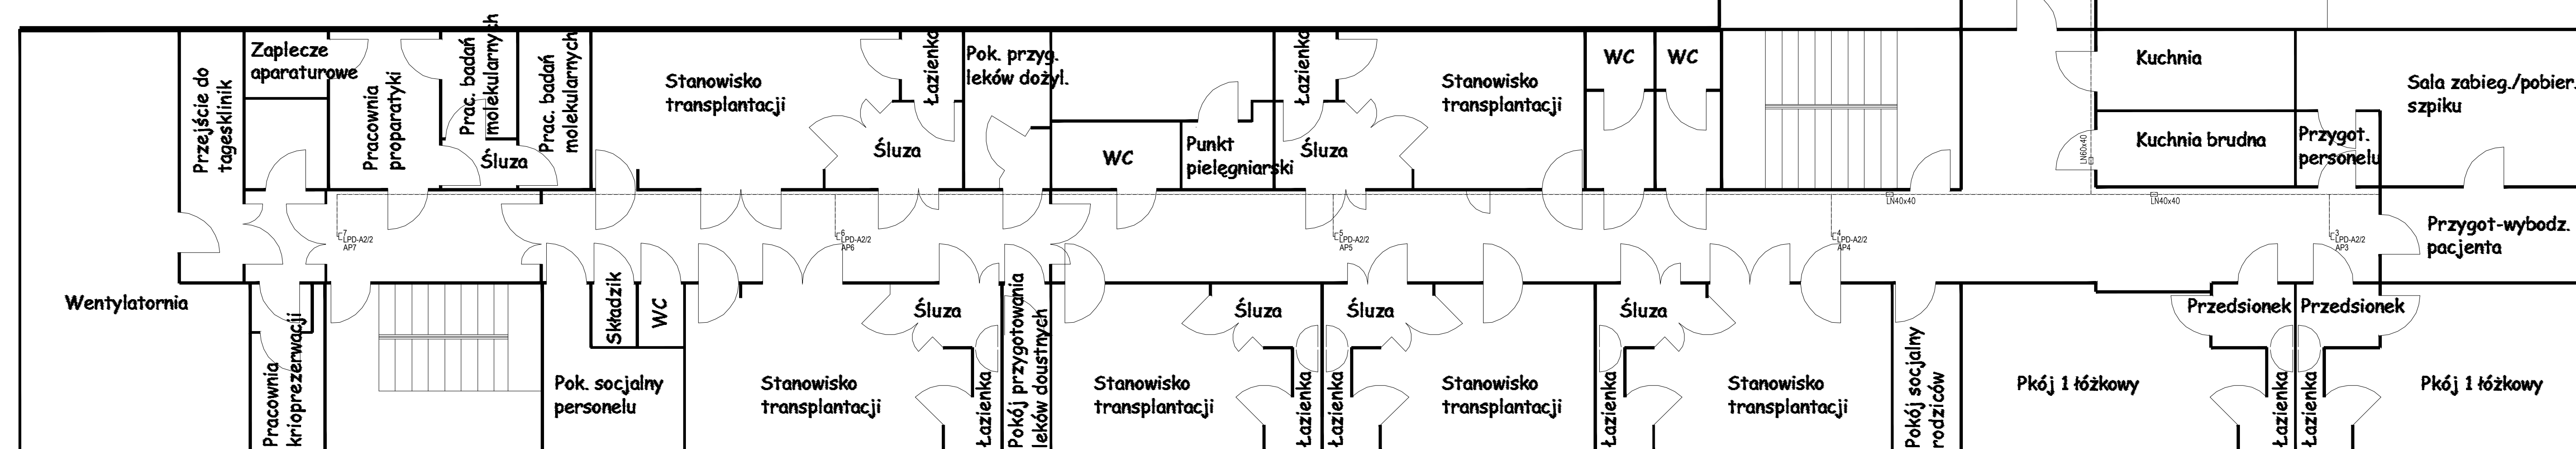 Zaplecze
aparaturowe
Przejście do
tagesklinik
Pracownia
proparatyki
Prac. badań
molekularnych
Śluza
Prac. badań
molekularnych
Stanowisko
transplantacji
Łazienka
Śluza
Pok. przyg.
leków dożyl.
WC
Punkt
pielęgniarski
Łazienka
Śluza
Stanowisko
transplantacji
WC
WC
Kuchnia
Kuchnia brudna
Przygot.
personelu
Sala zabieg./pobier.
szpiku
LN60x40
LN40x40
LN40x40
7
LPD-A2/2
AP7
6
LPD-A2/2
AP6
5
LPD-A2/2
AP5
4
LPD-A2/2
AP4
3
LPD-A2/2
AP3
Przygot-wybodz.
pacjenta
Wentylatornia
Pracownia
krioprezerwacji
Składzik
WC
Pok. socjalny
personelu
Stanowisko
transplantacji
Śluza
Łazienka
Pokój przygotowania
leków doustnych
Stanowisko
transplantacji
Śluza
Łazienka
Łazienka
Śluza
Stanowisko
transplantacji
Łazienka
Śluza
Stanowisko
transplantacji
Pokój socjalny
rodziców
Pkój 1 łóżkowy
Przedsionek
Przedsionek
Łazienka
Łazienka
Pkój 1 łóżkowy